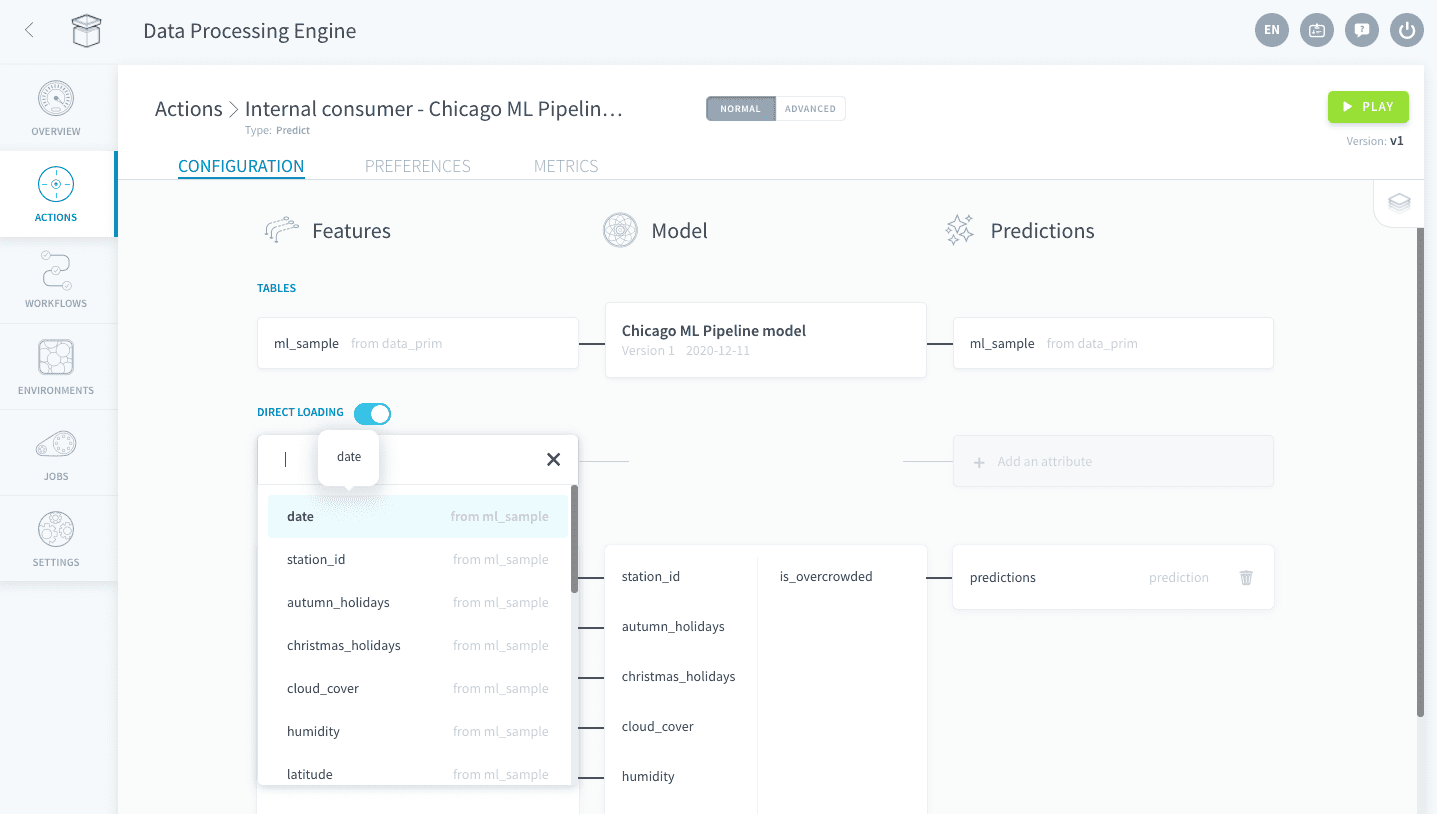 Data Processing Engine
EN
OVERVIEW
ACTIONS
WORKFLOWS
ENVIRONMENTS
JOBS
SETTINGS
Actions > Internal consumer - Chicago ML Pipelin...
Type: Predict
NORMAL ADVANCED
PLAY
Version: v1
CONFIGURATION PREFERENCES METRICS
Features Model Predictions
TABLES
ml_sample from data_prim
Chicago ML Pipeline model
Version 1 2020-12-11
ml_sample from data_prim
DIRECT LOADING
date
Add an attribute
date from ml_sample
station_id from ml_sample
autumn_holidays from ml_sample
christmas_holidays from ml_sample
cloud_cover from ml_sample
humidity from ml_sample
latitude from ml_sample
station_id
autumn_holidays
christmas_holidays
cloud_cover
humidity
is_overcrowded
predictions prediction